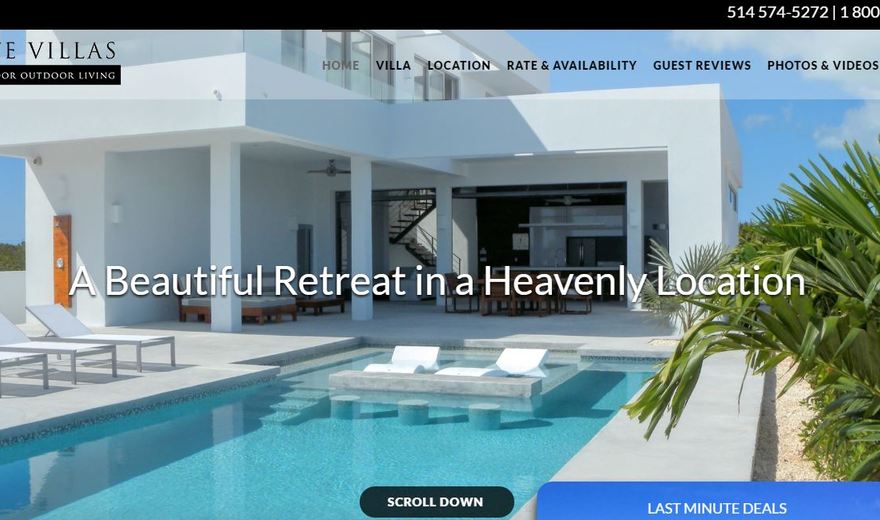 514 574-5272 | 1 800
VILLAS
OUTDOOR LIVING
HOME VILLA LOCATION RATE & AVAILABILITY GUEST REVIEWS PHOTOS & VIDEOS
A Beautiful Retreat in a Heavenly Location
SCROLL DOWN
LAST MINUTE DEALS